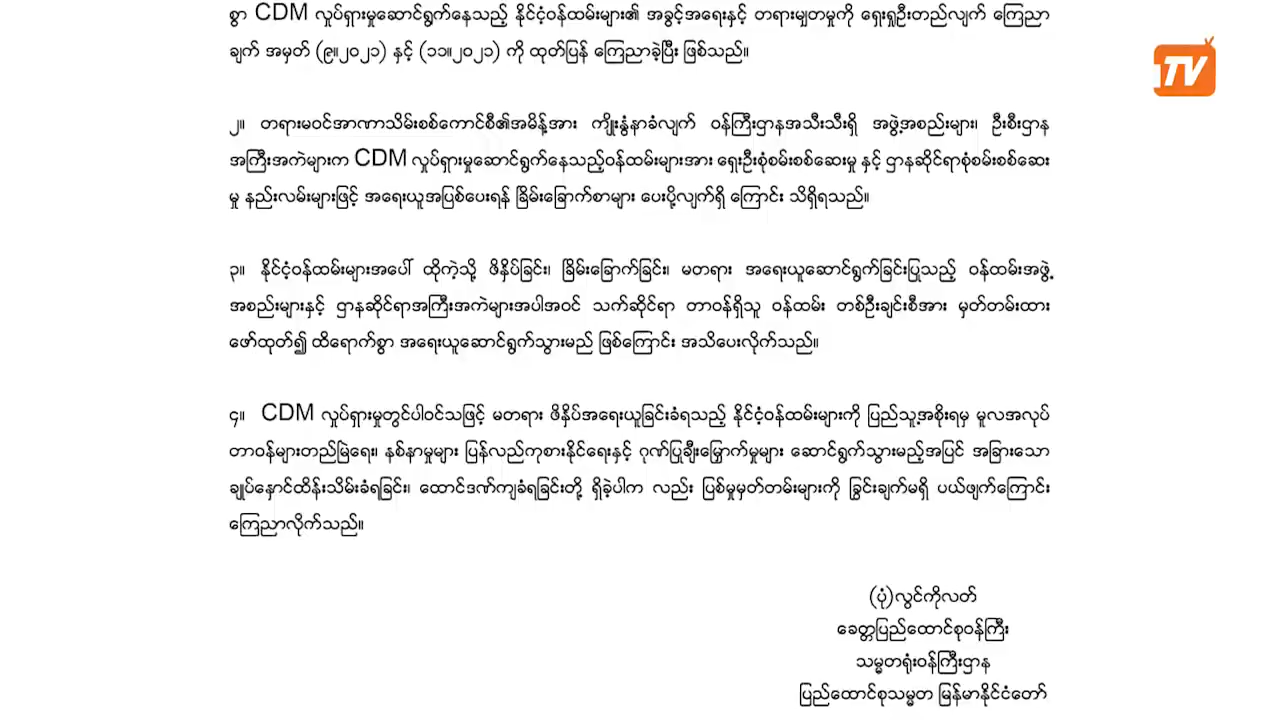 စွာ CDM လှုပ်ရှားမှုဆောင်ရွက်နေသည့် နိုင်ငံ့ဝန်ထမ်းများ၏ အခွင့်အရေးနှင့် တရားမျှတမှုကို ရှေးရှုဦးတည်လျက် ကြေညာ
ချက် အမှတ် (၉။၂၀၂၁) နှင့် (၁၁။၂၀၂၁) ကို ထုတ်ပြန် ကြေညာခဲ့ပြီး ဖြစ်သည်။
TV
၂။ တရားမဝင်အာဏာသိမ်းစစ်ကောင်စီ၏အမိန့်အား ကျိုးနွံနာခံလျက် ဝန်ကြီးဌာနအသီးသီးရှိ အဖွဲ့အစည်းများ၊ ဦးစီးဌာန
အကြီးအကဲများက CDM လှုပ်ရှားမှုဆောင်ရွက်နေသည့်ဝန်ထမ်းများအား ရှေးဦးစုံစမ်းစစ်ဆေးမှု နှင့် ဌာနဆိုင်ရာစုံစမ်းစစ်ဆေး
မှု နည်းလမ်းများဖြင့် အရေးယူအပြစ်ပေးရန် ခြိမ်းခြောက်စာများ ပေးပို့လျက်ရှိ ကြောင်း သိရှိရသည်။
၃။ နိုင်ငံ့ဝန်ထမ်းများအပေါ် ထိုကဲ့သို့ ဖိနှိပ်ခြင်း၊ ခြိမ်းခြောက်ခြင်း၊ မတရား အရေးယူဆောင်ရွက်ခြင်းပြုသည့် ဝန်ထမ်းအဖွဲ့
အစည်းများနှင့် ဌာနဆိုင်ရာအကြီးအကဲများအပါအဝင် သက်ဆိုင်ရာ တာဝန်ရှိသူ ဝန်ထမ်း တစ်ဦးချင်းစီအား မှတ်တမ်းထား
ဖော်ထုတ်၍ ထိရောက်စွာ အရေးယူဆောင်ရွက်သွားမည် ဖြစ်ကြောင်း အသိပေးလိုက်သည်။
၄။ CDM လှုပ်ရှားမှုတွင်ပါဝင်သဖြင့် မတရား ဖိနှိပ်အရေးယူခြင်းခံရသည့် နိုင်ငံ့ဝန်ထမ်းများကို ပြည်သူ့အစိုးရမှ မူလအလုပ်
တာဝန်များတည်မြဲရေး၊ နစ်နာမှုများ ပြန်လည်ကုစားနိုင်ရေးနှင့် ဂုဏ်ပြုချီးမြှောက်မှုများ ဆောင်ရွက်သွားမည့်အပြင် အခြားသော
ချုပ်နှောင်ထိန်းသိမ်းခံရခြင်း၊ ထောင်ဒဏ်ကျခံရခြင်းတို့ ရှိခဲ့ပါက လည်း ပြစ်မှုမှတ်တမ်းများကို ခြွင်းချက်မရှိ ပယ်ဖျက်ကြောင်း
ကြေညာလိုက်သည်။
(ပုံ)လွင်ကိုလတ်
ခေတ္တပြည်ထောင်စုဝန်ကြီး
သမ္မတရုံးဝန်ကြီးဌာန
ပြည်ထောင်စုသမ္မတ မြန်မာနိုင်ငံတော်